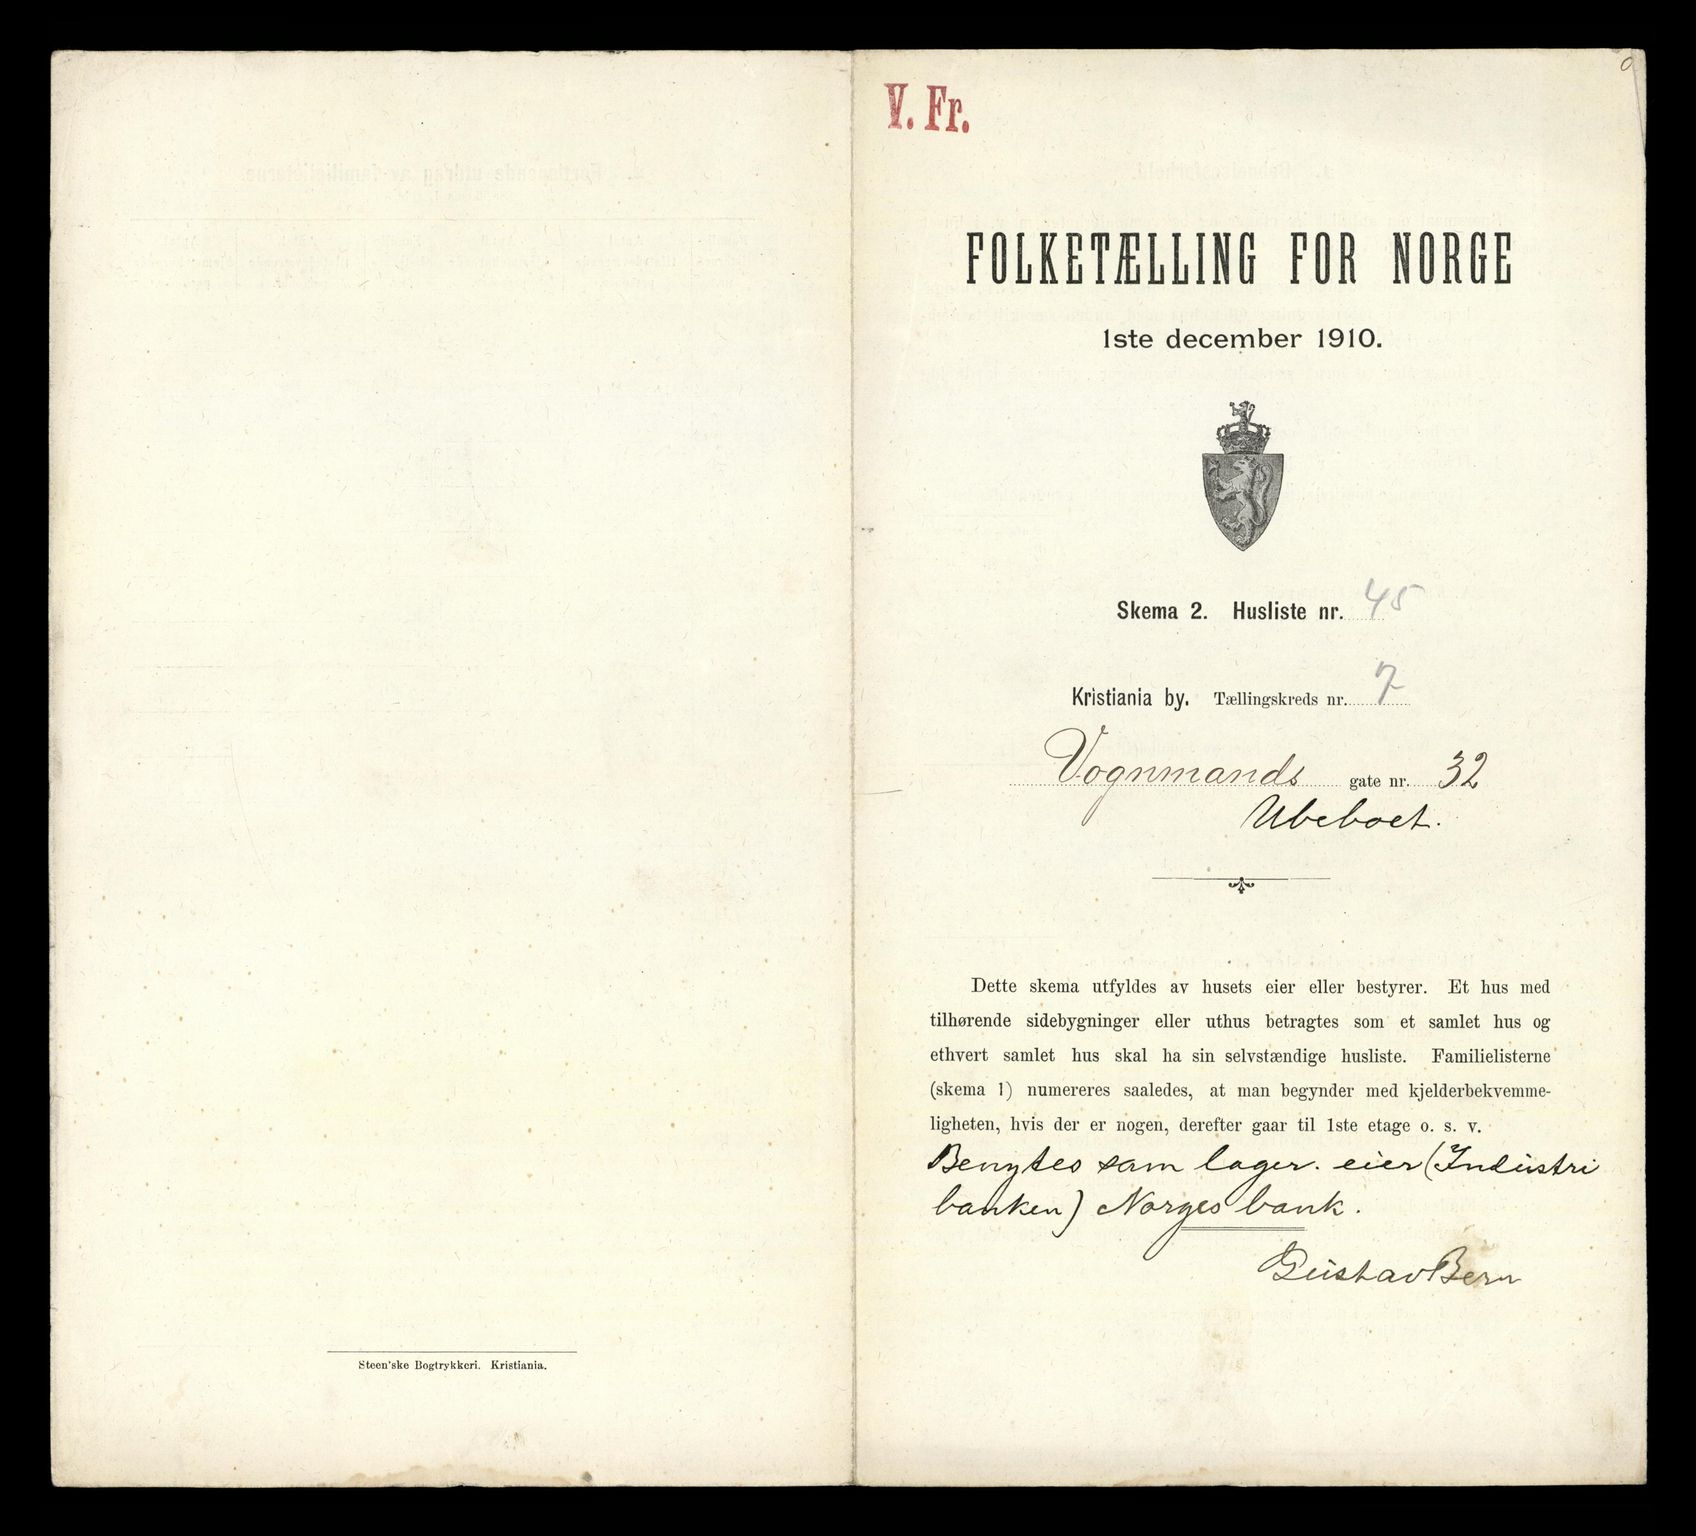 V. Fr.
FOLKETÆLLING FOR NORGE
1ste december 1910.
Skema 2. Husliste nr. 45
Kristiania by. Tællingskreds nr. 7
Vognmands gate nr. 32
Ubeboet.
Dette skema utfyldes av husets eier eller bestyrer. Et hus med
tilhørende sidebygninger eller uthus betragtes som et samlet hus og
ethvert samlet hus skal ha sin selvstændige husliste. Familielisterne
(skema 1) numereres saaledes, at man begynder med kjelderbekvemme-
ligheten, hvis der er nogen, derefter gaar til 1ste etage o. s. v.
Benyttes som lager. eier (Industri
banken) Norges bank.
Gustav Bern
Steen'ske Bogtrykkeri. Kristiania.